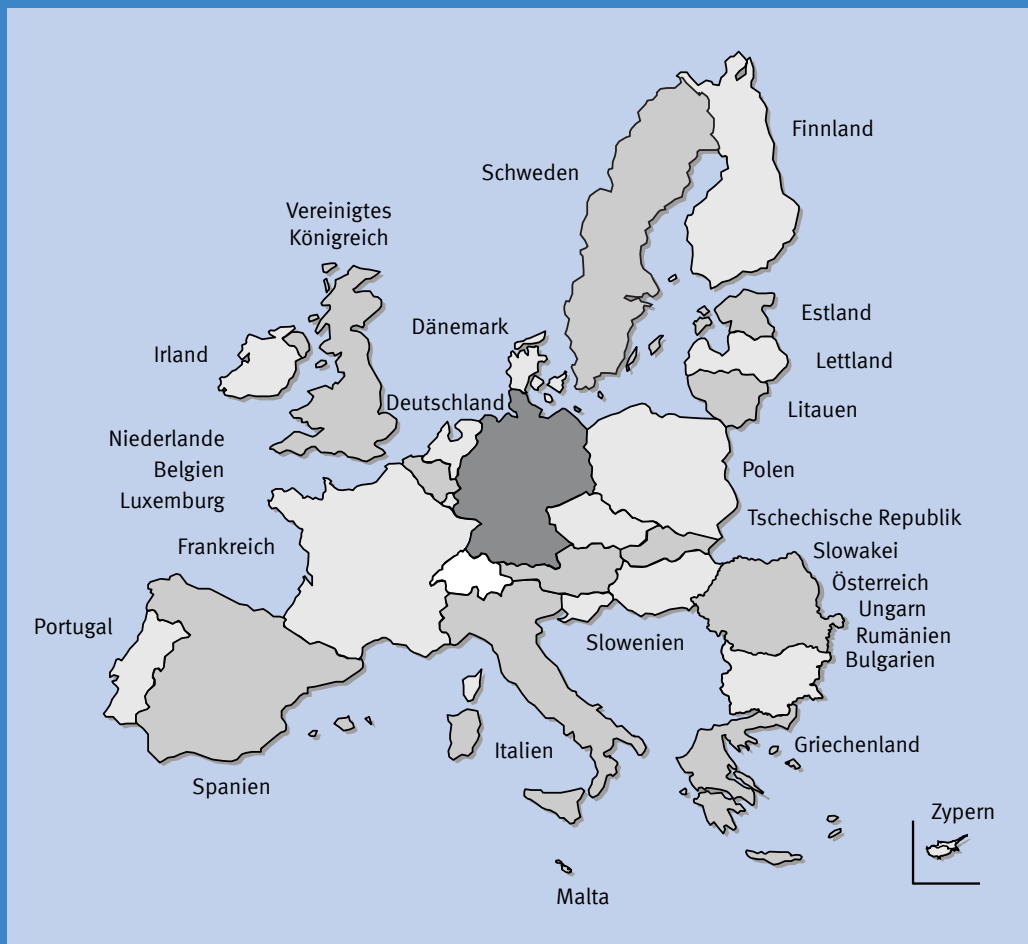 Finnland
Schweden
Vereinigtes
Königreich
Estland
Dänemark
Irland
Lettland
Deutschland
Litauen
Niederlande
Belgien
Polen
Luxemburg
Tschechische Republik
Frankreich
Slowakei
Österreich
Ungarn
Portugal
Rumänien
Slowenien
Bulgarien
Griechenland
Italien
Spanien
Zypern
Malta